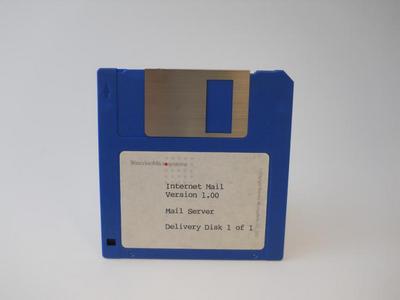 Internet Mail
Version 1.00
Mail Server
Delivery Disk 1 of 1